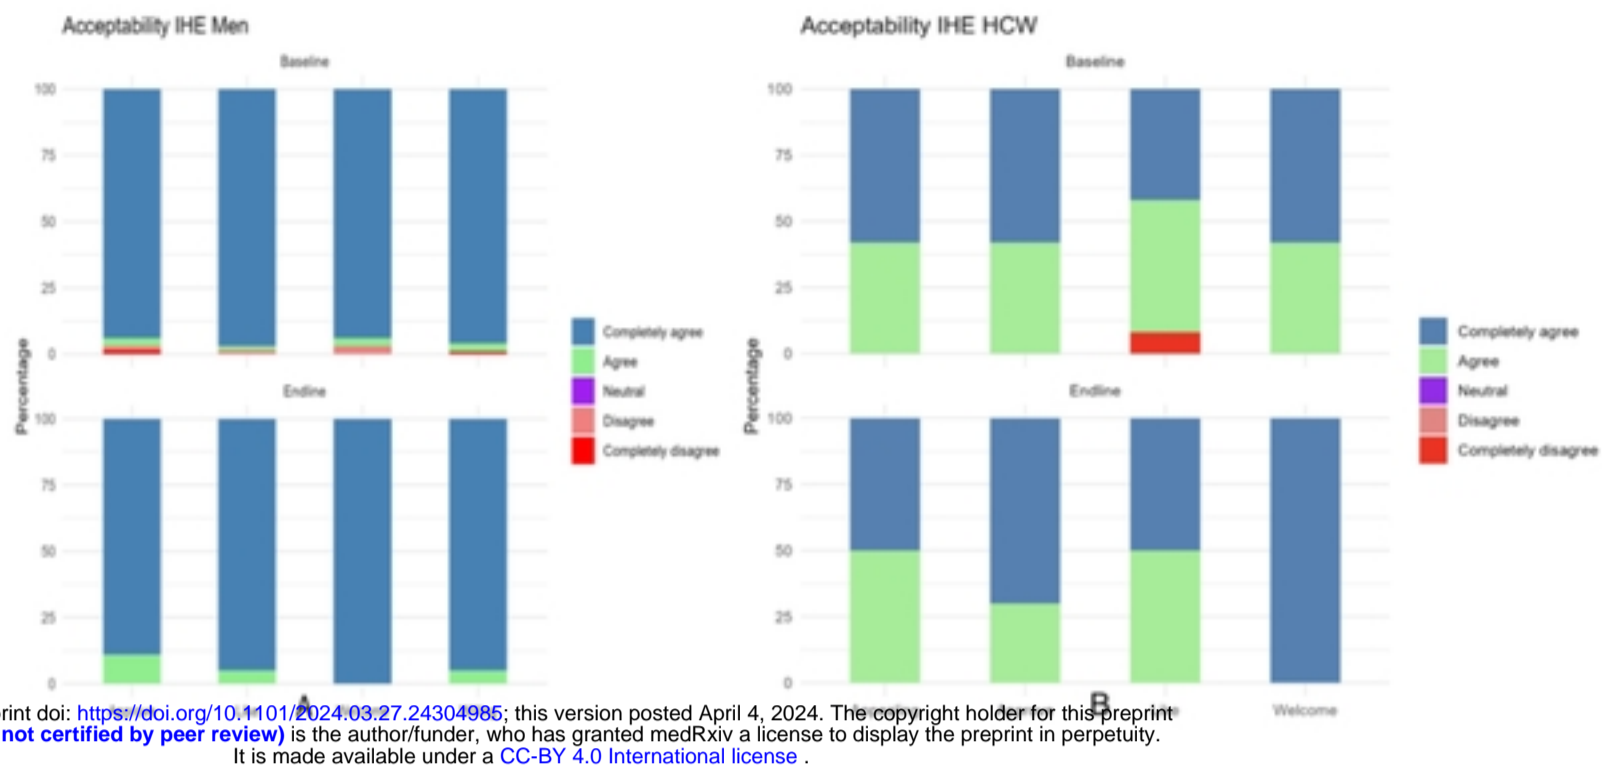 Acceptability IHE Men
Baseline
100
75
50
25
0
Endline
100
75
50
25
0
Percentage
Completely agree
Agree
Neutral
Disagree
Completely disagree
A
Acceptability IHE HCW
Baseline
100
75
50
25
0
Endline
100
75
50
25
0
Percentage
Completely agree
Agree
Neutral
Disagree
Completely disagree
B
Welcome
rint doi: https://doi.org/10.1101/2024.03.27.24304985; this version posted April 4, 2024. The copyright holder for this preprint
not certified by peer review) is the author/funder, who has granted medRxiv a license to display the preprint in perpetuity.
It is made available under a CC-BY 4.0 International license .